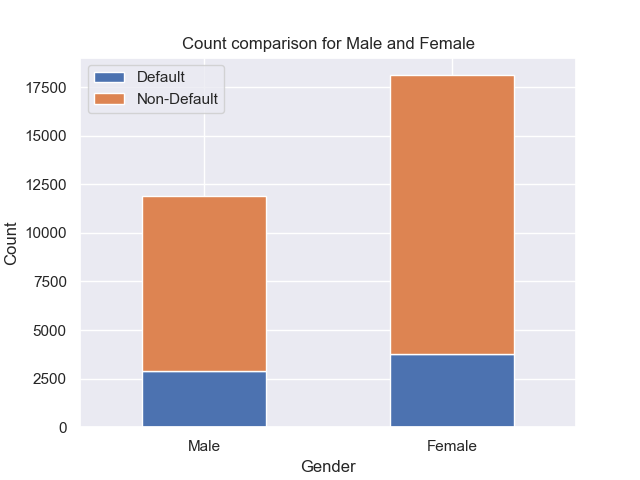 Count comparison for Male and Female
Default
Non-Default
17500
15000
12500
10000
7500
5000
2500
0
Count
Male
Female
Gender